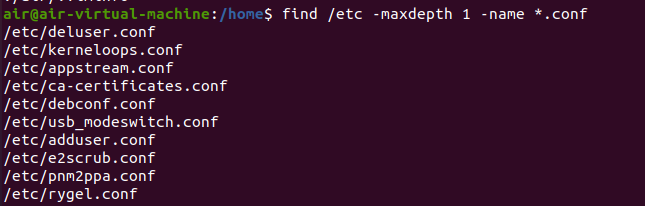 air@air-virtual-machine:/home$ find /etc -maxdepth 1 -name *.conf
/etc/deluser.conf
/etc/kerneloops.conf
/etc/appstream.conf
/etc/ca-certificates.conf
/etc/debconf.conf
/etc/usb_modeswitch.conf
/etc/adduser.conf
/etc/e2scrub.conf
/etc/pnm2ppa.conf
/etc/rygel.conf